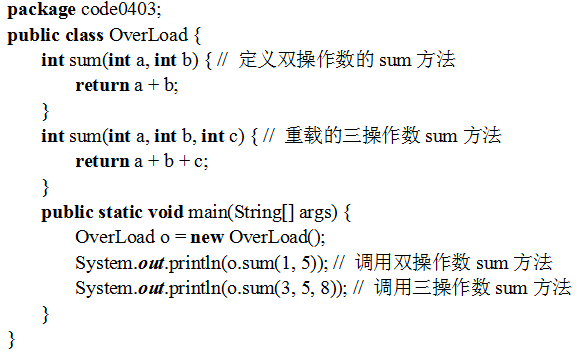 package code0403;
public class OverLoad {
int sum(int a, int b) { // 定义双操作数的 sum 方法
return a + b;
}
int sum(int a, int b, int c) { // 重载的三操作数 sum 方法
return a + b + c;
}
public static void main(String[] args) {
OverLoad o = new OverLoad();
System.out.println(o.sum(1, 5)); // 调用双操作数 sum 方法
System.out.println(o.sum(3, 5, 8)); // 调用三操作数 sum 方法
}
}